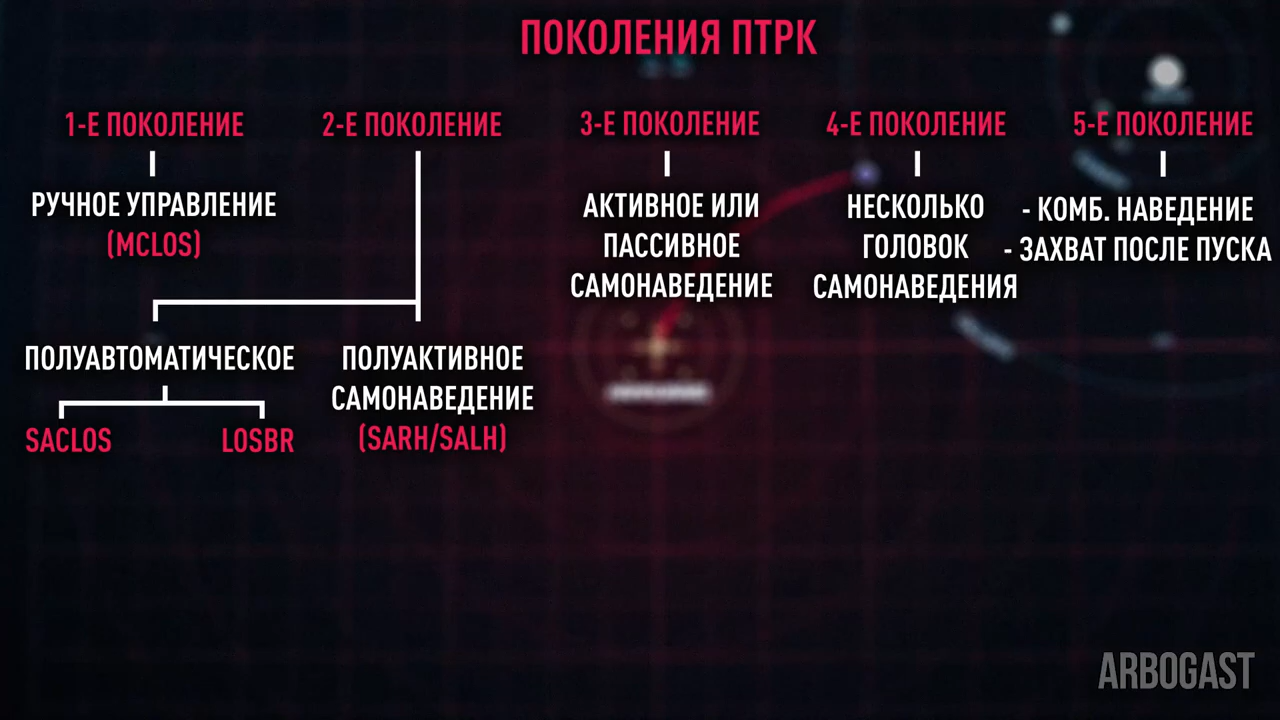 ПОКОЛЕНИЯ ПТРК
1-Е ПОКОЛЕНИЕ
РУЧНОЕ УПРАВЛЕНИЕ
(MCLOS)
2-Е ПОКОЛЕНИЕ
ПОЛУАВТОМАТИЧЕСКОЕ
SACLOS
LOSBR
ПОЛУАКТИВНОЕ
САМОНАВЕДЕНИЕ
(SARH/SALH)
3-Е ПОКОЛЕНИЕ
АКТИВНОЕ ИЛИ
ПАССИВНОЕ
САМОНАВЕДЕНИЕ
4-Е ПОКОЛЕНИЕ
НЕСКОЛЬКО
ГОЛОВОК
САМОНАВЕДЕНИЯ
5-Е ПОКОЛЕНИЕ
- КОМБ. НАВЕДЕНИЕ
- ЗАХВАТ ПОСЛЕ ПУСКА
ARBOGAST